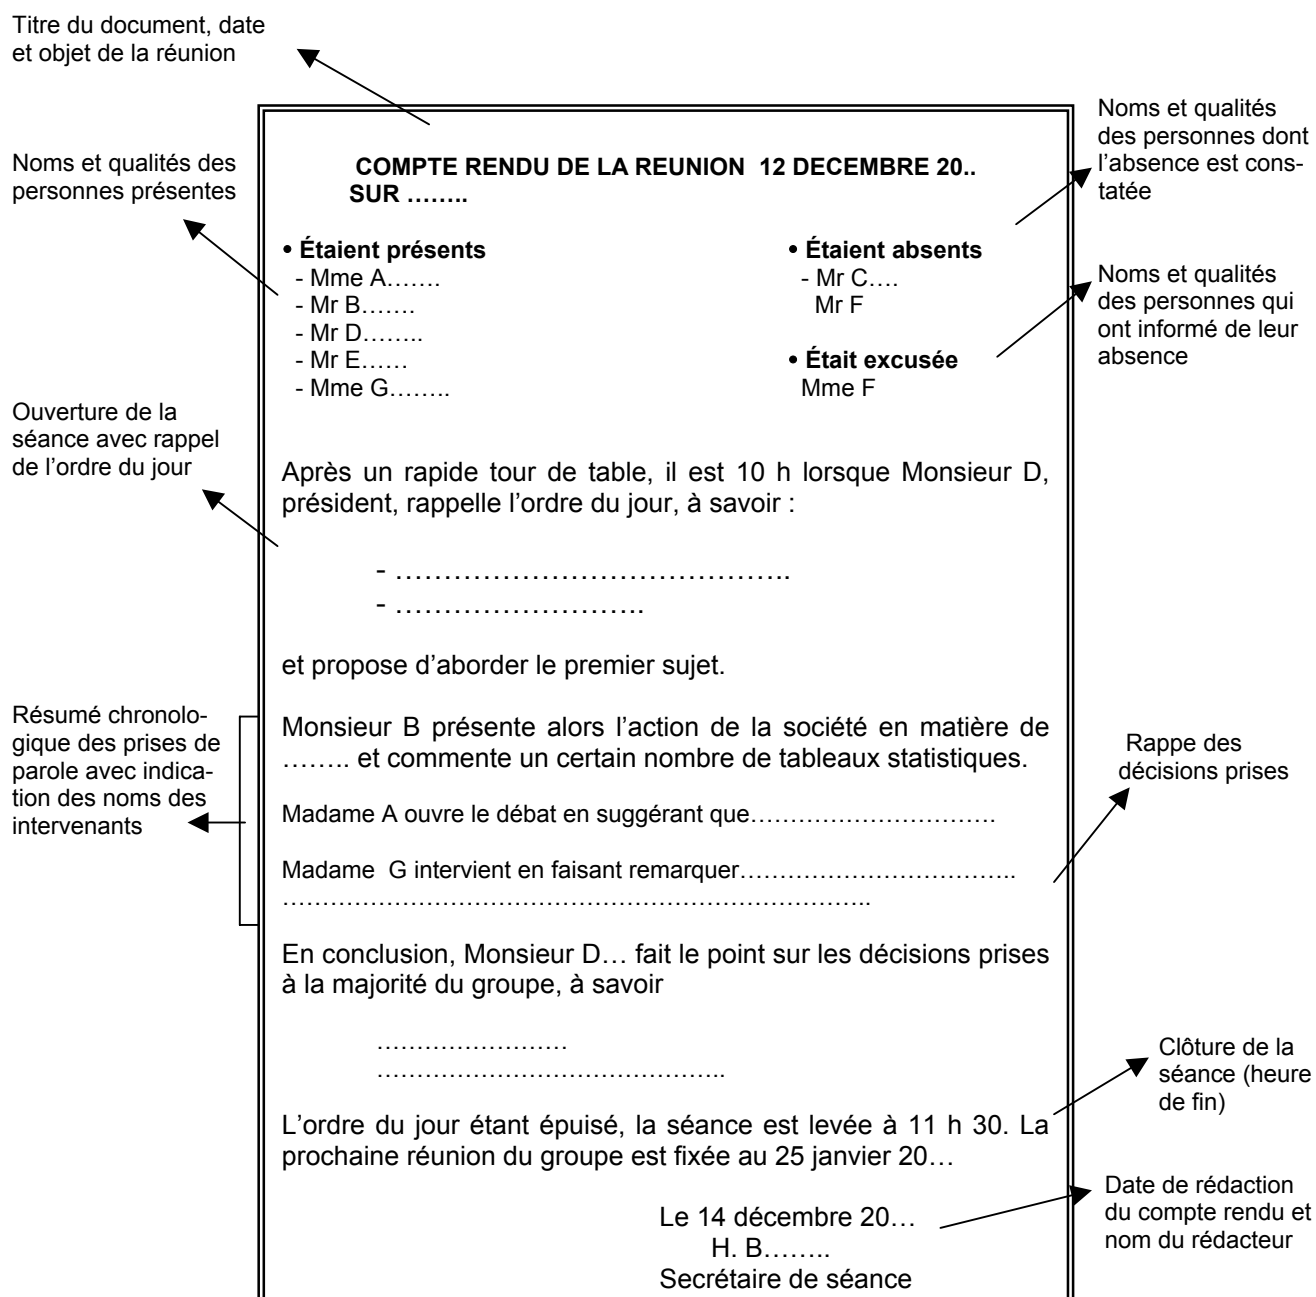 Titre du document, date
et objet de la réunion
Noms et qualités des
personnes présentes
Noms et qualités
des personnes dont
l’absence est cons-
tatée
COMPTE RENDU DE LA REUNION  12 DECEMBRE 20..
SUR ……..
• Étaient présents
- Mme A…….
- Mr B…….
- Mr D……..
- Mr E……
- Mme G……..
• Étaient absents
- Mr C….
Mr F
• Était excusée
Mme F
Noms et qualités
des personnes qui
ont informé de leur
absence
Ouverture de la
séance avec rappel
de l’ordre du jour
Après un rapide tour de table, il est 10 h lorsque Monsieur D,
président, rappelle l’ordre du jour, à savoir :
- …………………………………..
- ……………………..
et propose d’aborder le premier sujet.
Résumé chronolo-
gique des prises de
parole avec indica-
tion des noms des
intervenants
Monsieur B présente alors l’action de la société en matière de
…….. et commente un certain nombre de tableaux statistiques.
Madame A ouvre le débat en suggérant que………………………….
Madame  G intervient en faisant remarquer……………………………..
………………………………………………………………..
Rappe des
décisions prises
En conclusion, Monsieur D… fait le point sur les décisions prises
à la majorité du groupe, à savoir
……………………
……………………………………..
Clôture de la
séance (heure
de fin)
L’ordre du jour étant épuisé, la séance est levée à 11 h 30. La
prochaine réunion du groupe est fixée au 25 janvier 20…
Le 14 décembre 20…
H. B……..
Secrétaire de séance
Date de rédaction
du compte rendu et
nom du rédacteur